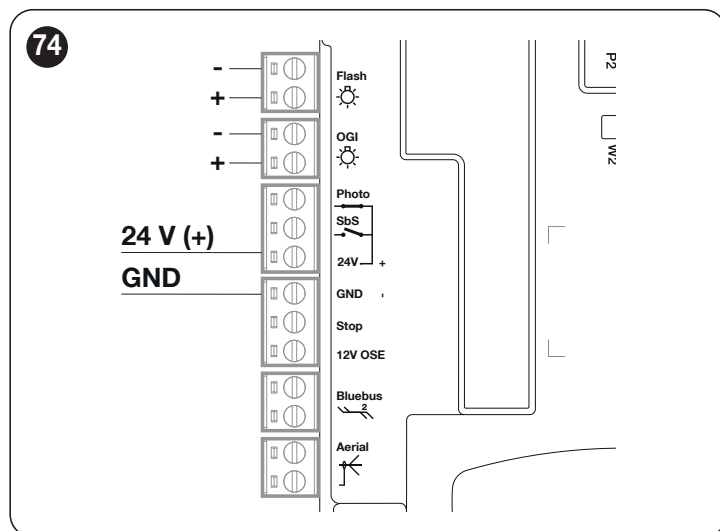 74
-
Flash
+
-
OGI
+
Photo
SbS
24 V (+)
24V +
GND
GND -
Stop
12V OSE
Bluebus
2
Aerial
P2
W2